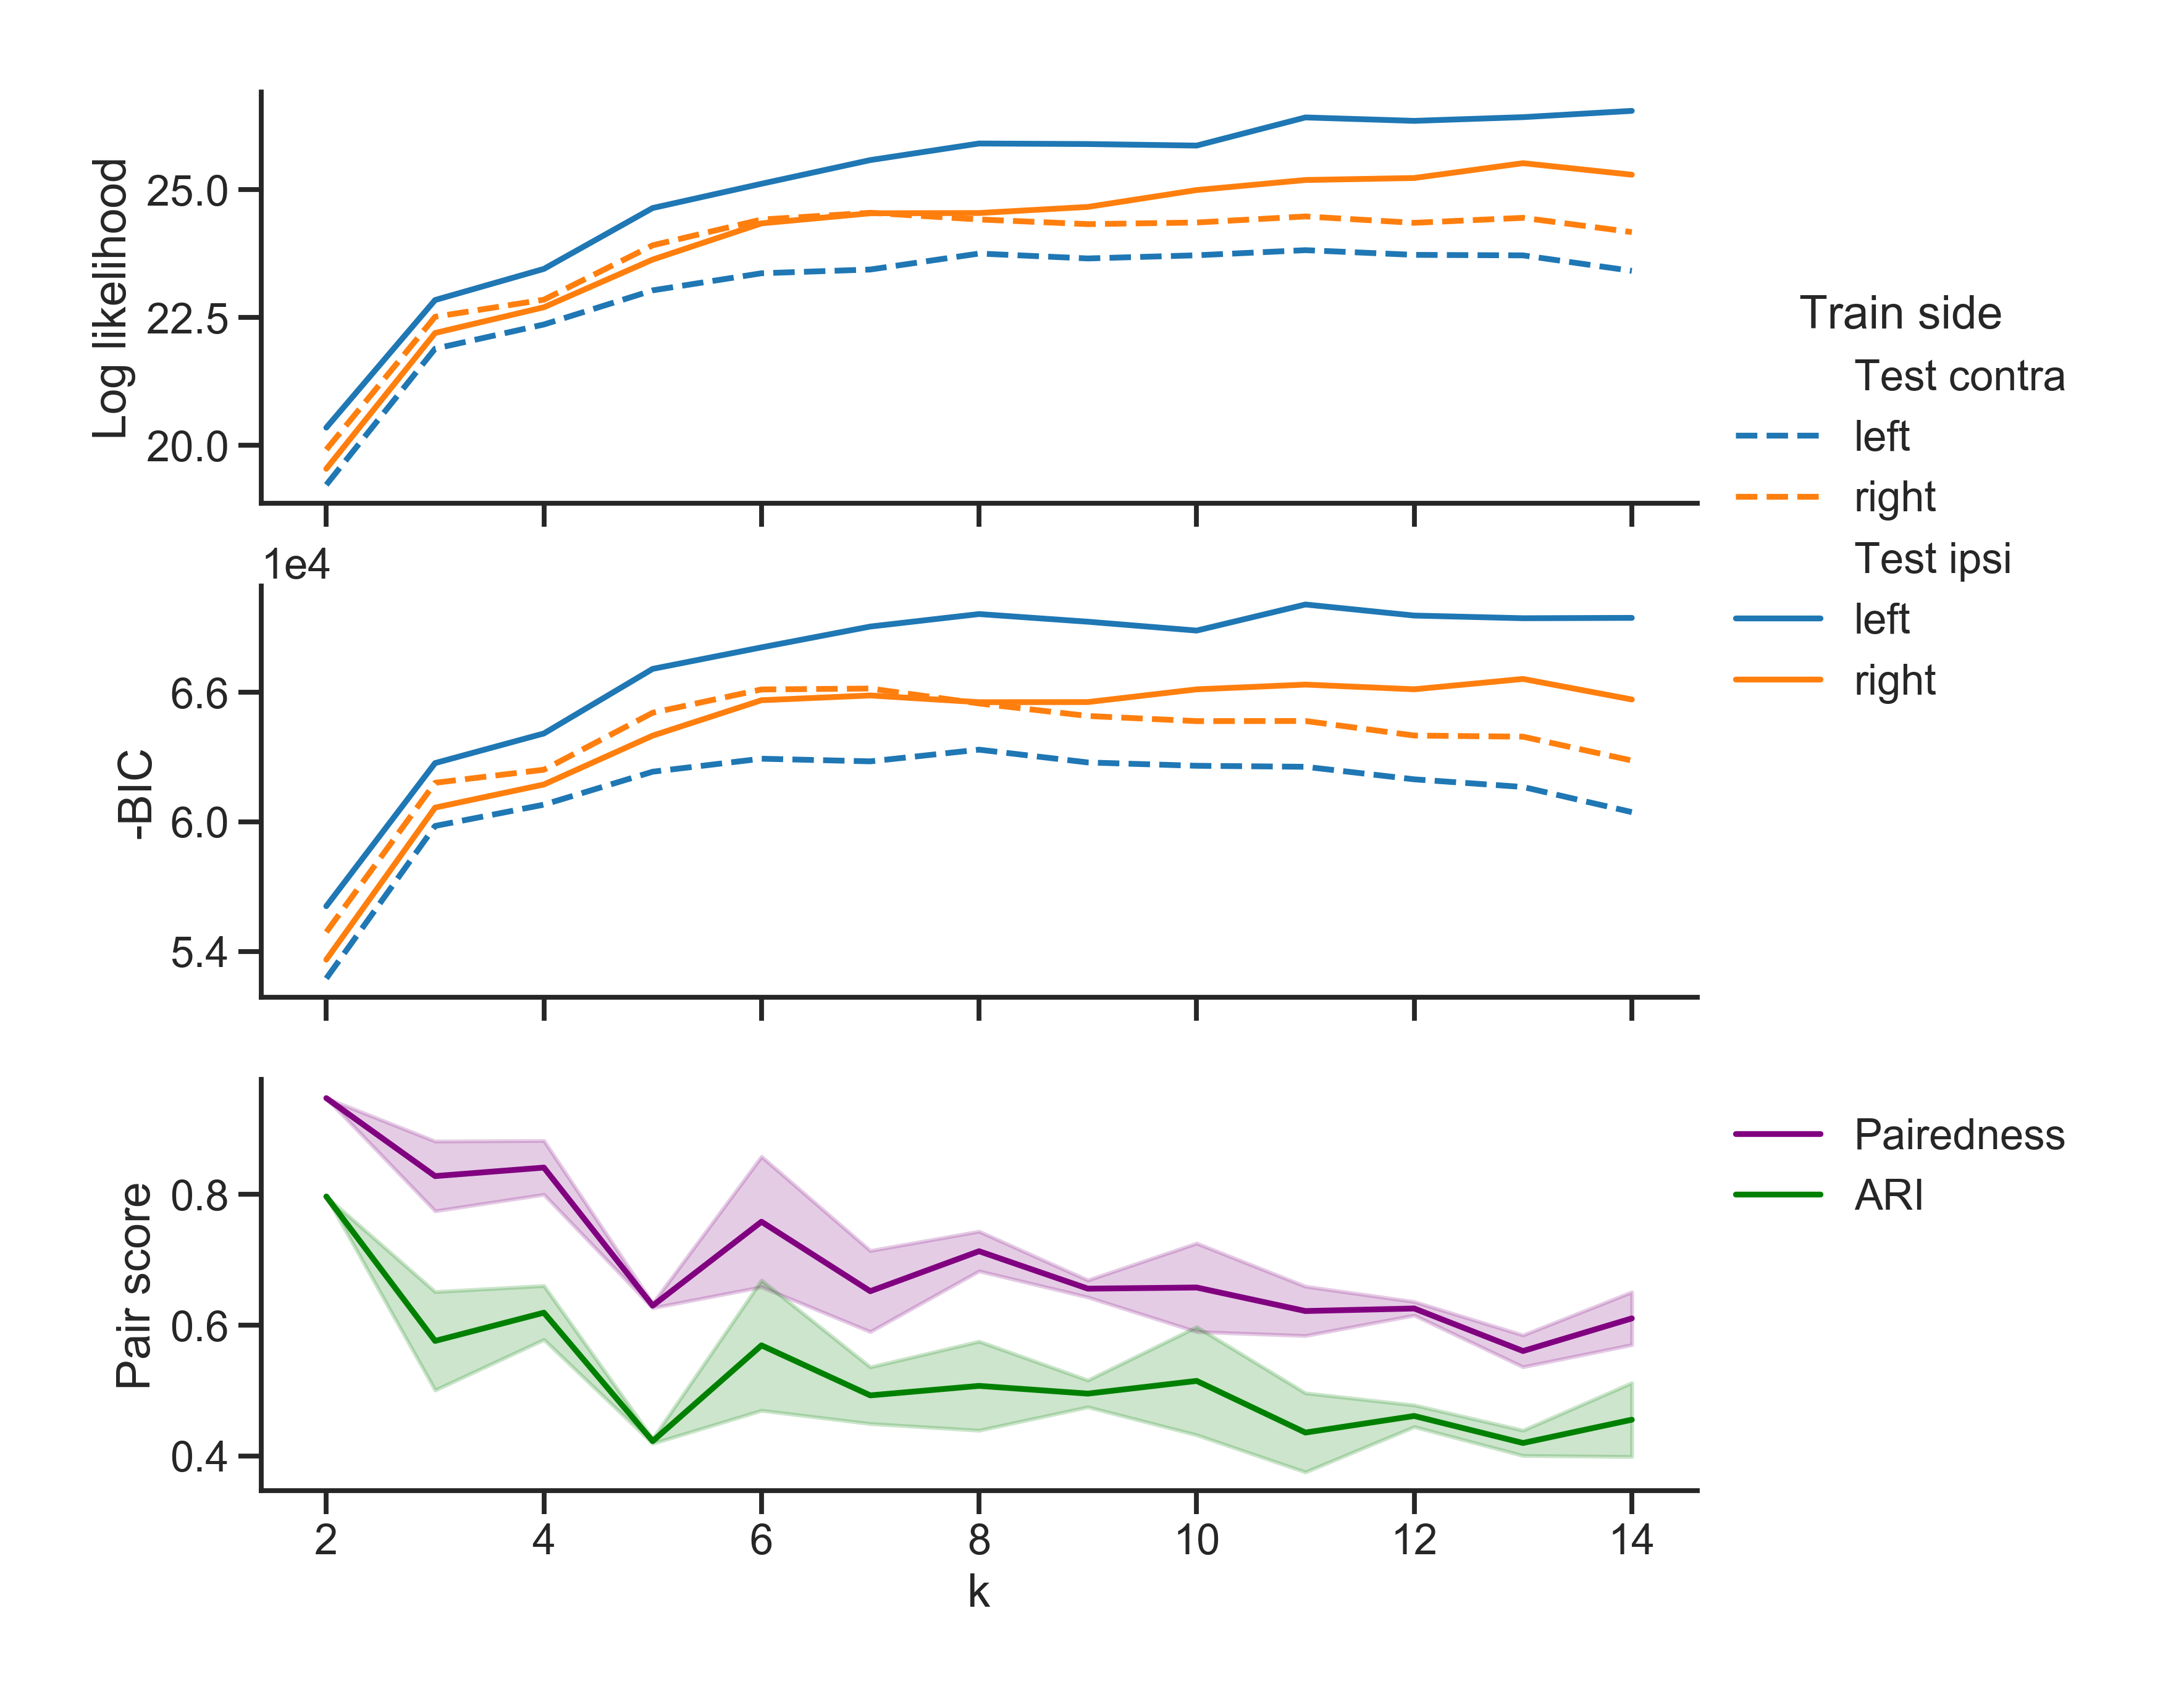 Log likelihood
25.0
22.5
20.0
Train side
Test contra
left
right
Test ipsi
left
right
1e4
-BIC
6.6
6.0
5.4
Pair score
0.8
0.6
0.4
Pairedness
ARI
2 4 6 8 10 12 14
k